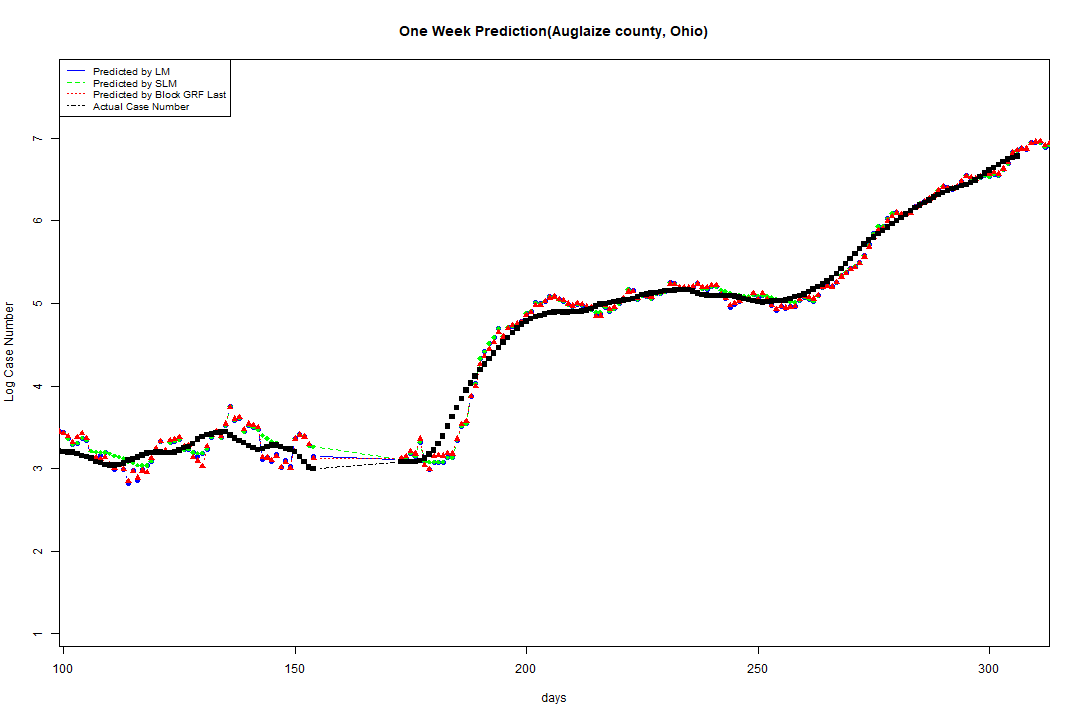 One Week Prediction(Auglaize county, Ohio)
Predicted by LM
Predicted by SLM
Predicted by Block GRF Last
Actual Case Number
7
6
5
4
3
2
1
Log Case Number
100 150 200 250 300
days